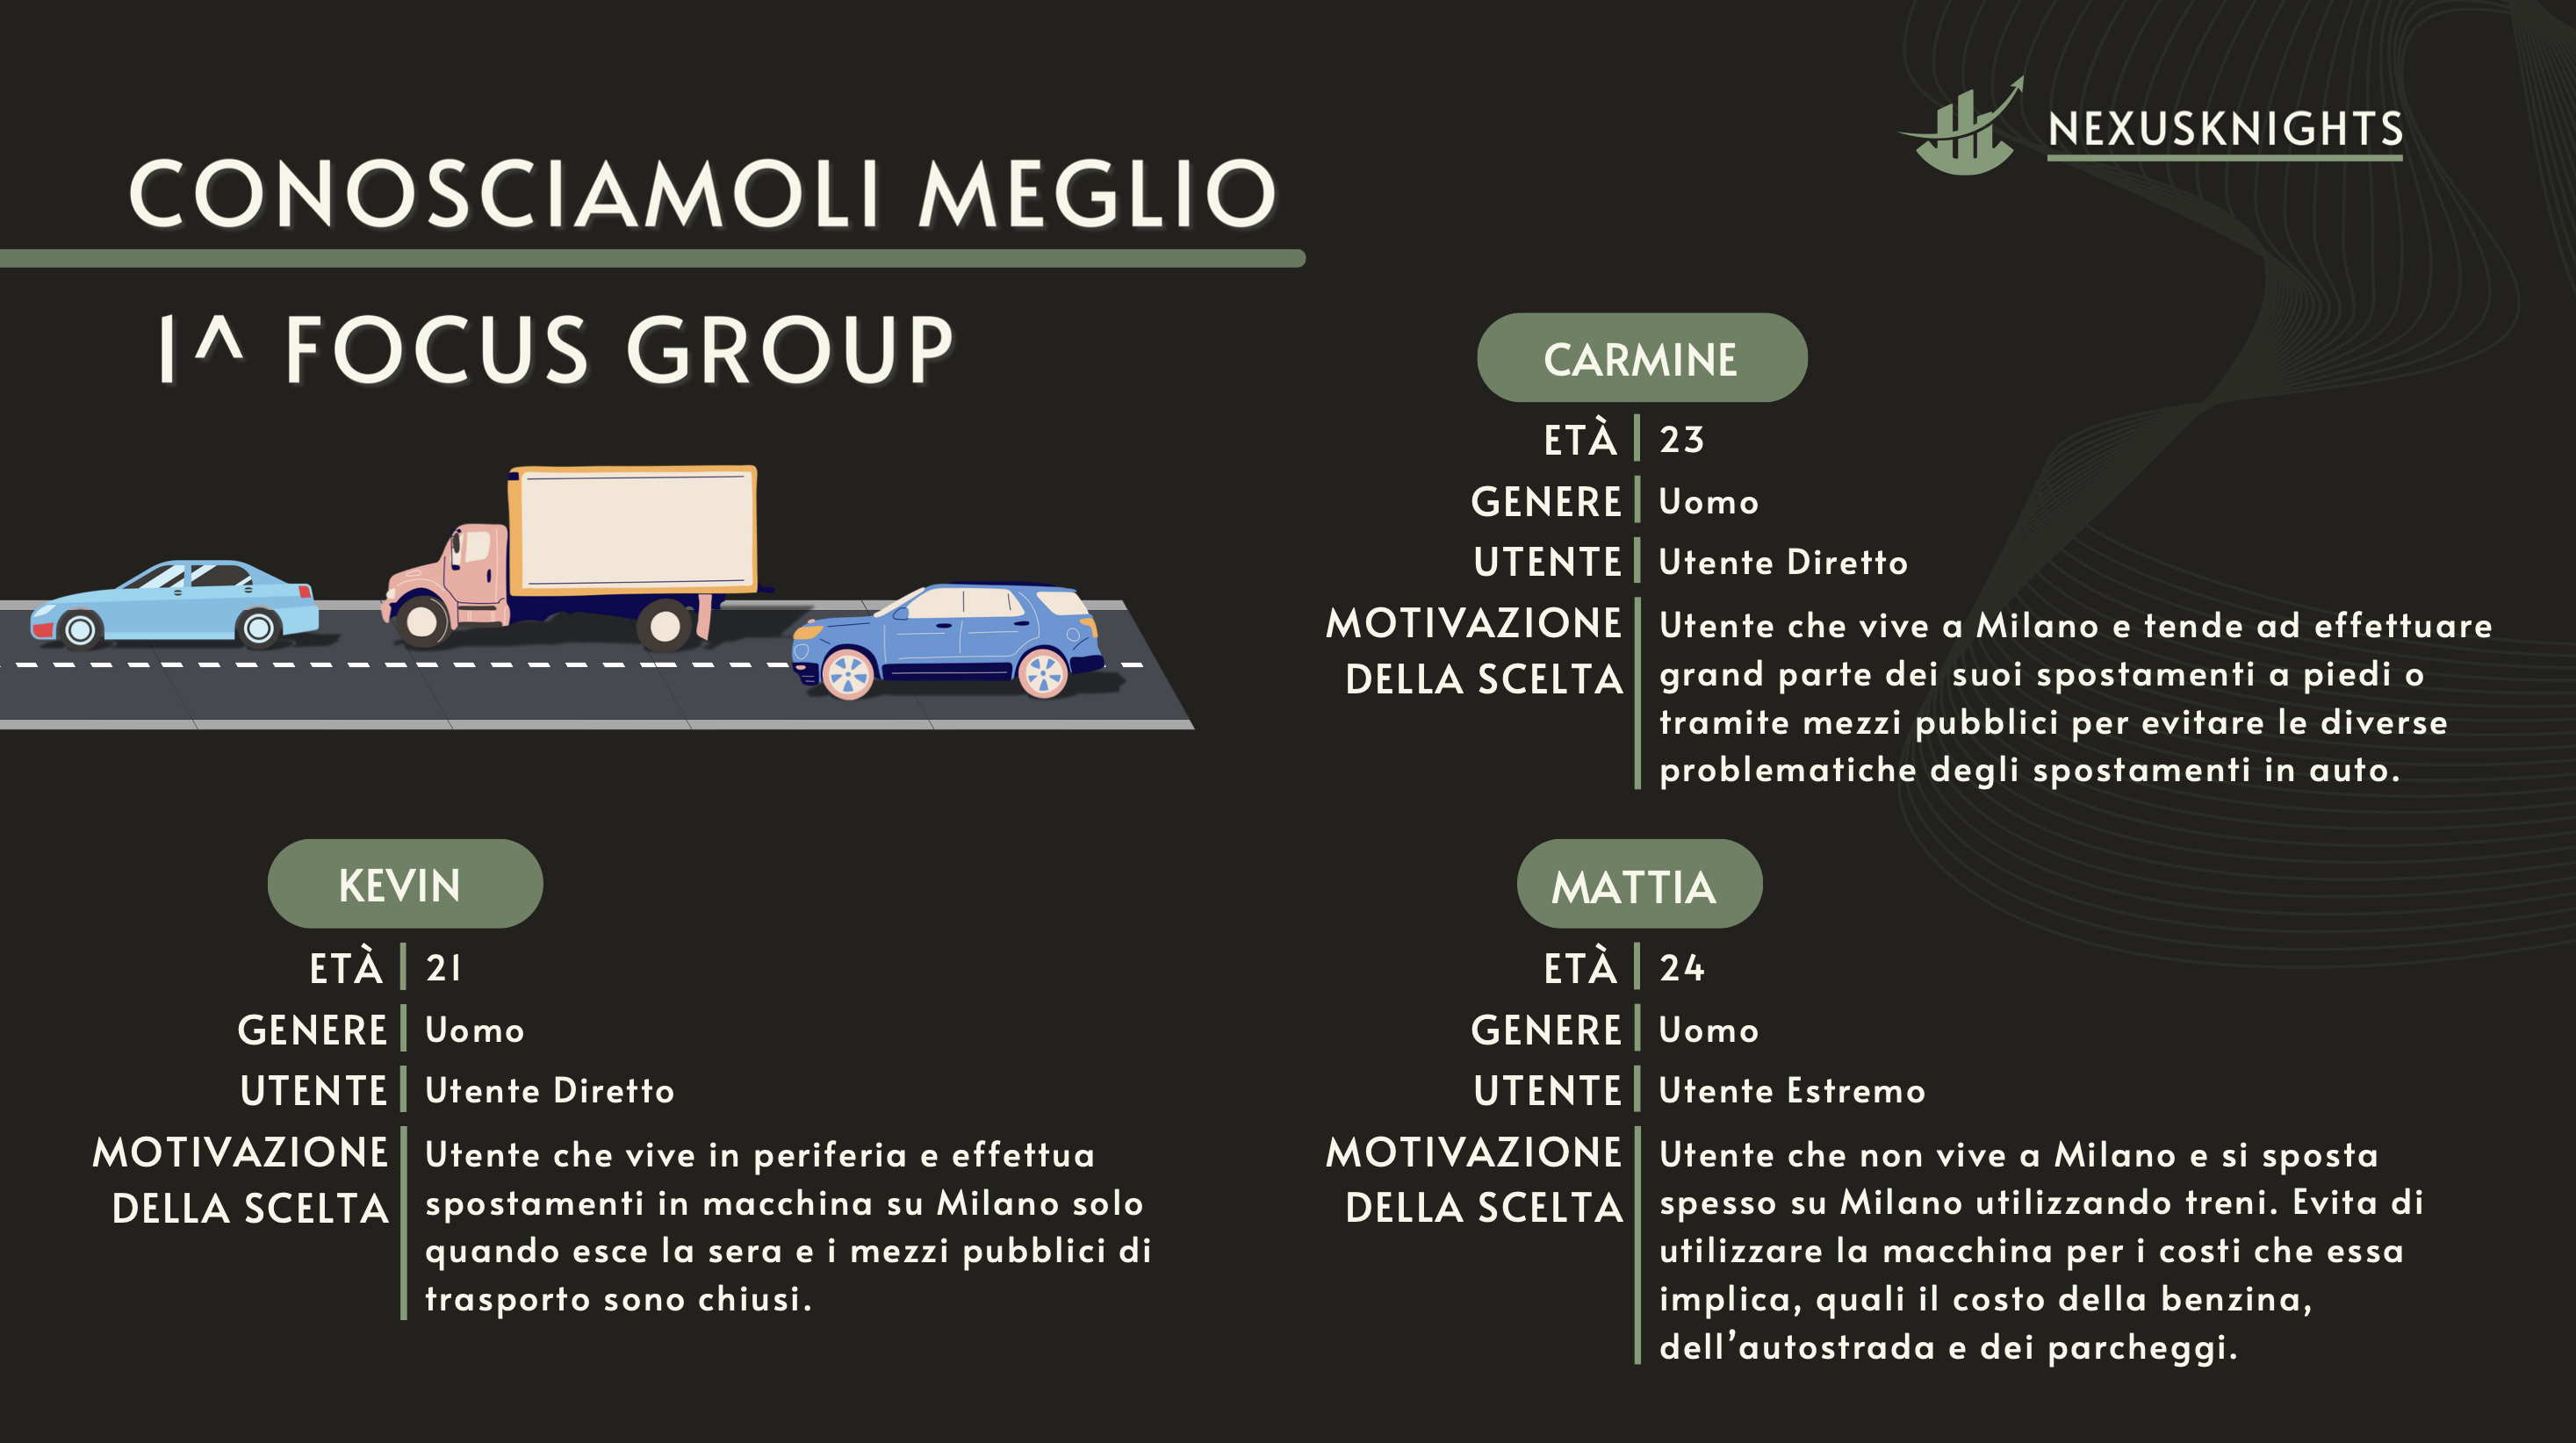 NEXUSKNIGHTS
CONOSCIAMOLI MEGLIO
1^ FOCUS GROUP
CARMINE
ETÀ 23
GENERE Uomo
UTENTE Utente Diretto
MOTIVAZIONE
DELLA SCELTA
Utente che vive a Milano e tende ad effettuare
grand parte dei suoi spostamenti a piedi o
tramite mezzi pubblici per evitare le diverse
problematiche degli spostamenti in auto.
KEVIN
ETÀ 21
GENERE Uomo
UTENTE Utente Diretto
MOTIVAZIONE
DELLA SCELTA
Utente che vive in periferia e effettua
spostamenti in macchina su Milano solo
quando esce la sera e i mezzi pubblici di
trasporto sono chiusi.
MATTIA
ETÀ 24
GENERE Uomo
UTENTE Utente Estremo
MOTIVAZIONE
DELLA SCELTA
Utente che non vive a Milano e si sposta
spesso su Milano utilizzando treni. Evita di
utilizzare la macchina per i costi che essa
implica, quali il costo della benzina,
dell’autostrada e dei parcheggi.